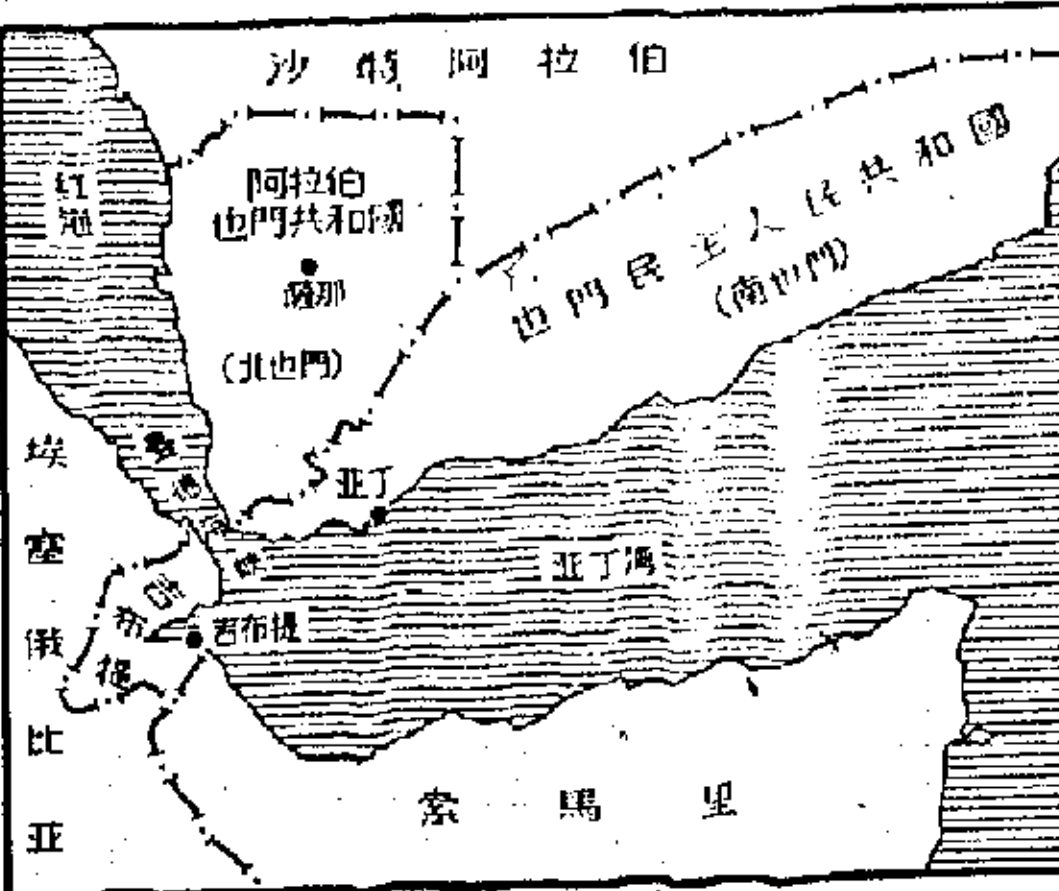 沙特阿拉伯
红海
阿拉伯
也門共和國
薩那
(北也門)
也門民主人民共和國
(南也門)
亚丁
亚丁湾
吉布提
吉布提
埃塞俄比亚
索馬里